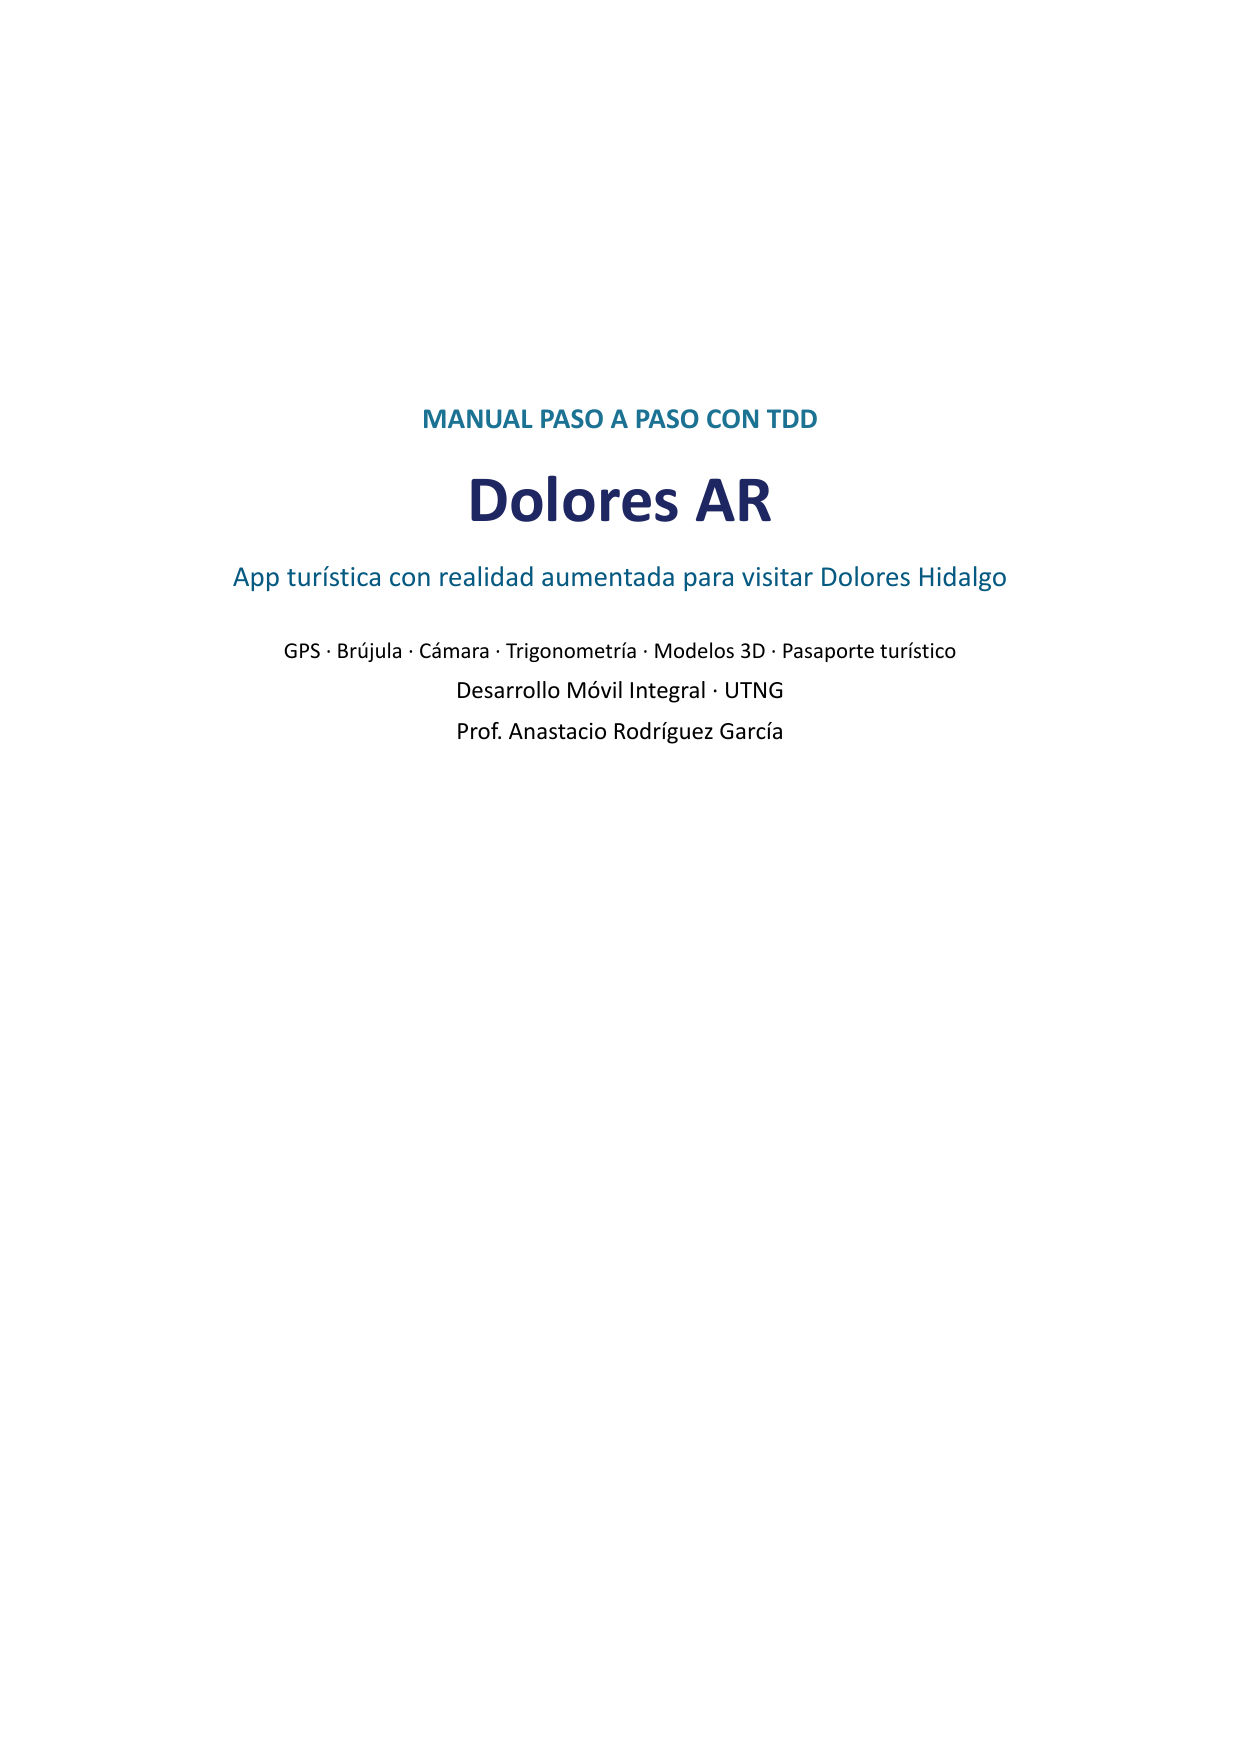 MANUAL PASO A PASO CON TDD
Dolores AR
App turística con realidad aumentada para visitar Dolores Hidalgo
GPS · Brújula · Cámara · Trigonometría · Modelos 3D · Pasaporte turístico
Desarrollo Móvil Integral · UTNG
Prof. Anastacio Rodríguez García